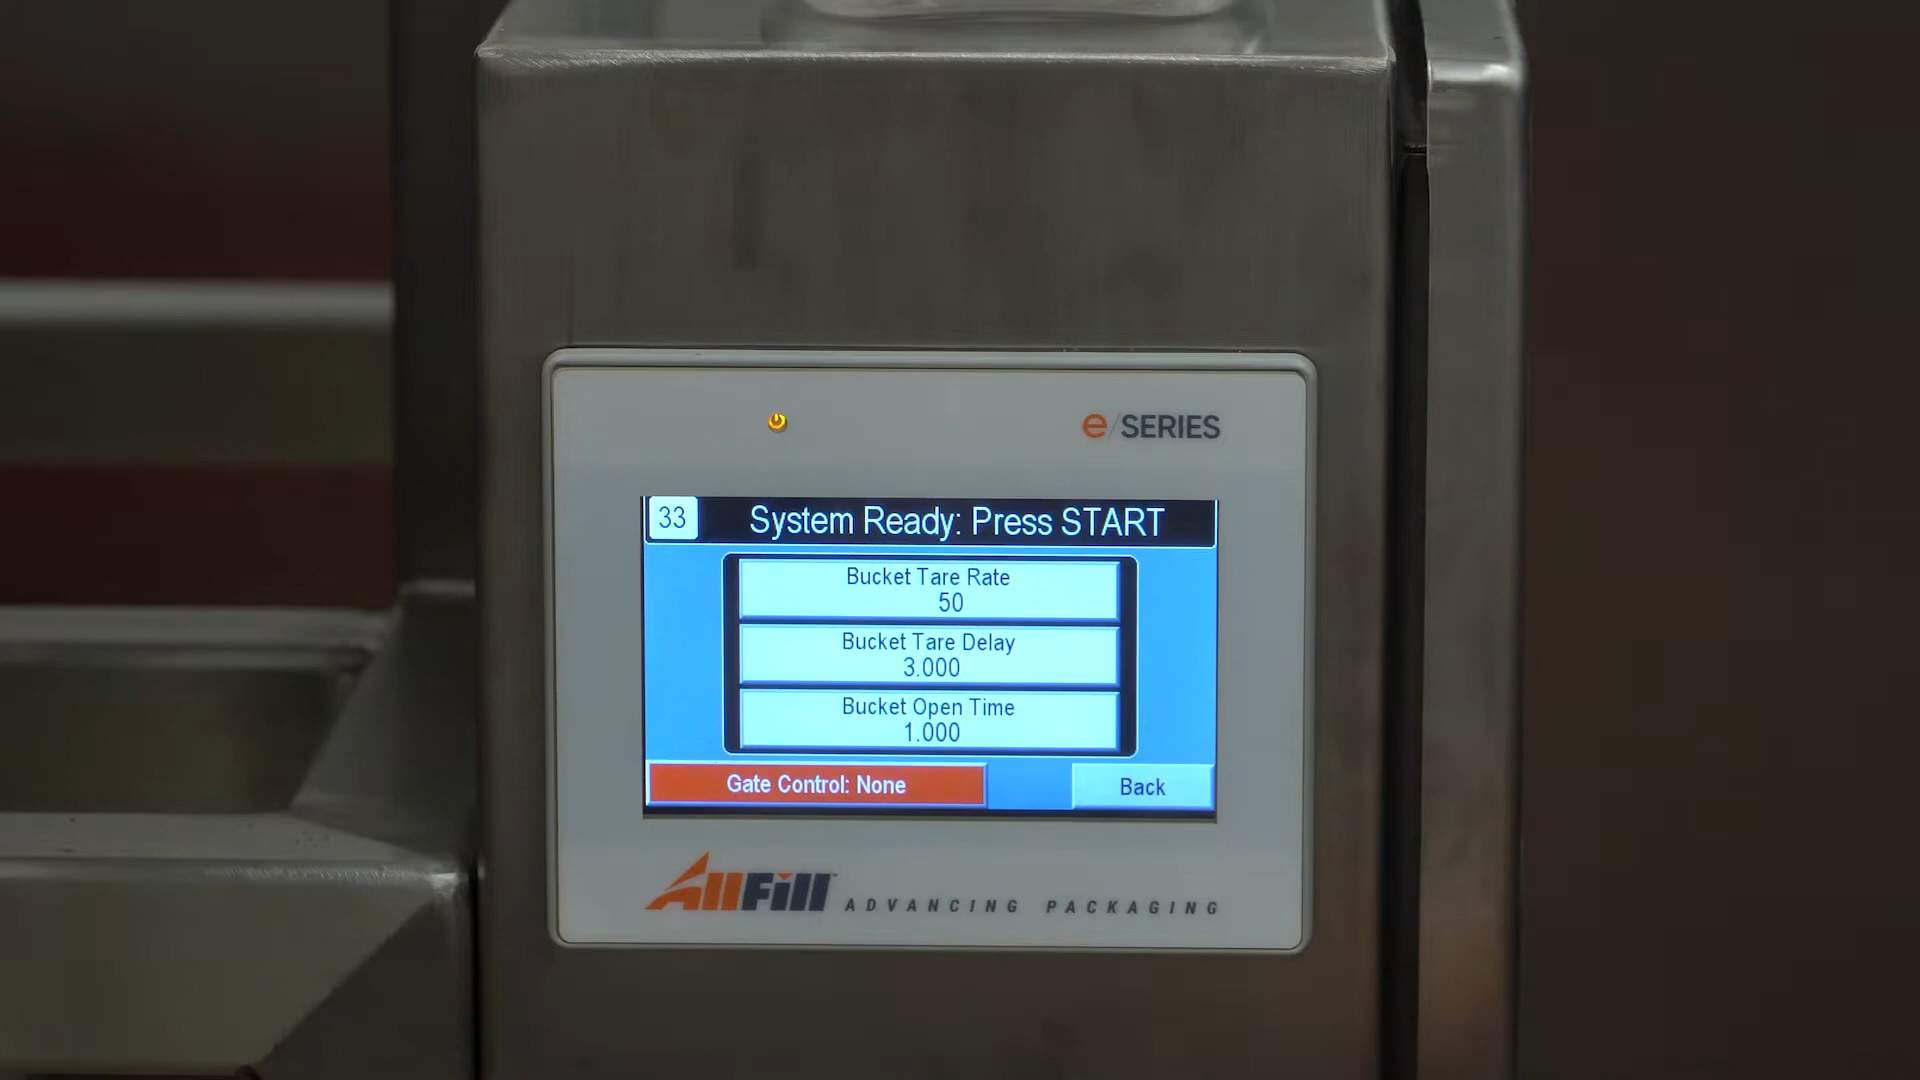 e/SERIES
33 System Ready: Press START
Bucket Tare Rate
50
Bucket Tare Delay
3.000
Bucket Open Time
1.000
Gate Control: None Back
AllFill ADVANCING PACKAGING